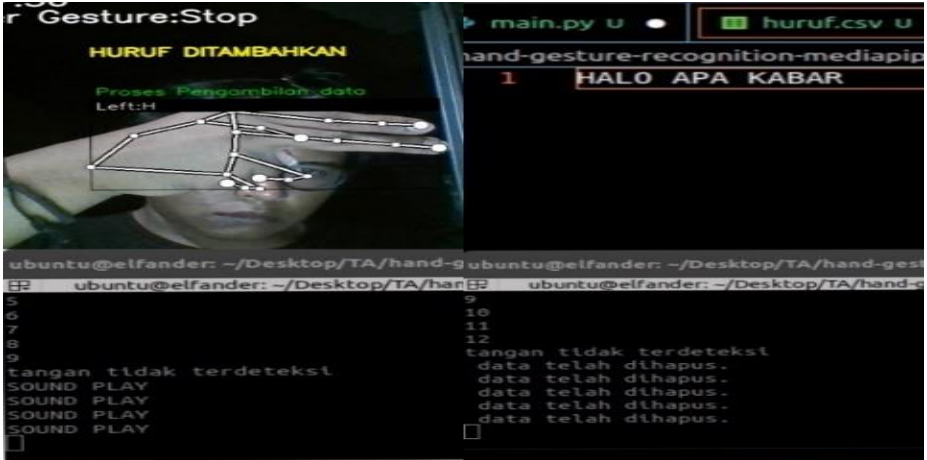 r Gesture:Stop
HURUF DITAMBAHKAN
Proses Pengambilan data
Left:H
main.py U
huruf.csv U
hand-gesture-recognition-mediapip
1 HALO APA KABAR
ubuntu@elfander: ~/Desktop/TA/hand-g
ubuntu@elfander: ~/Desktop/TA/han
5
6
7
8
9
tangan tidak terdeteksi
SOUND PLAY
SOUND PLAY
SOUND PLAY
SOUND PLAY
ubuntu@elfander: ~/Desktop/TA/hand-gest
ubuntu@elfander: ~/Desktop/TA/hand-g
9
10
11
12
tangan tidak terdeteksi
data telah dihapus.
data telah dihapus.
data telah dihapus.
data telah dihapus.
data telah dihapus.